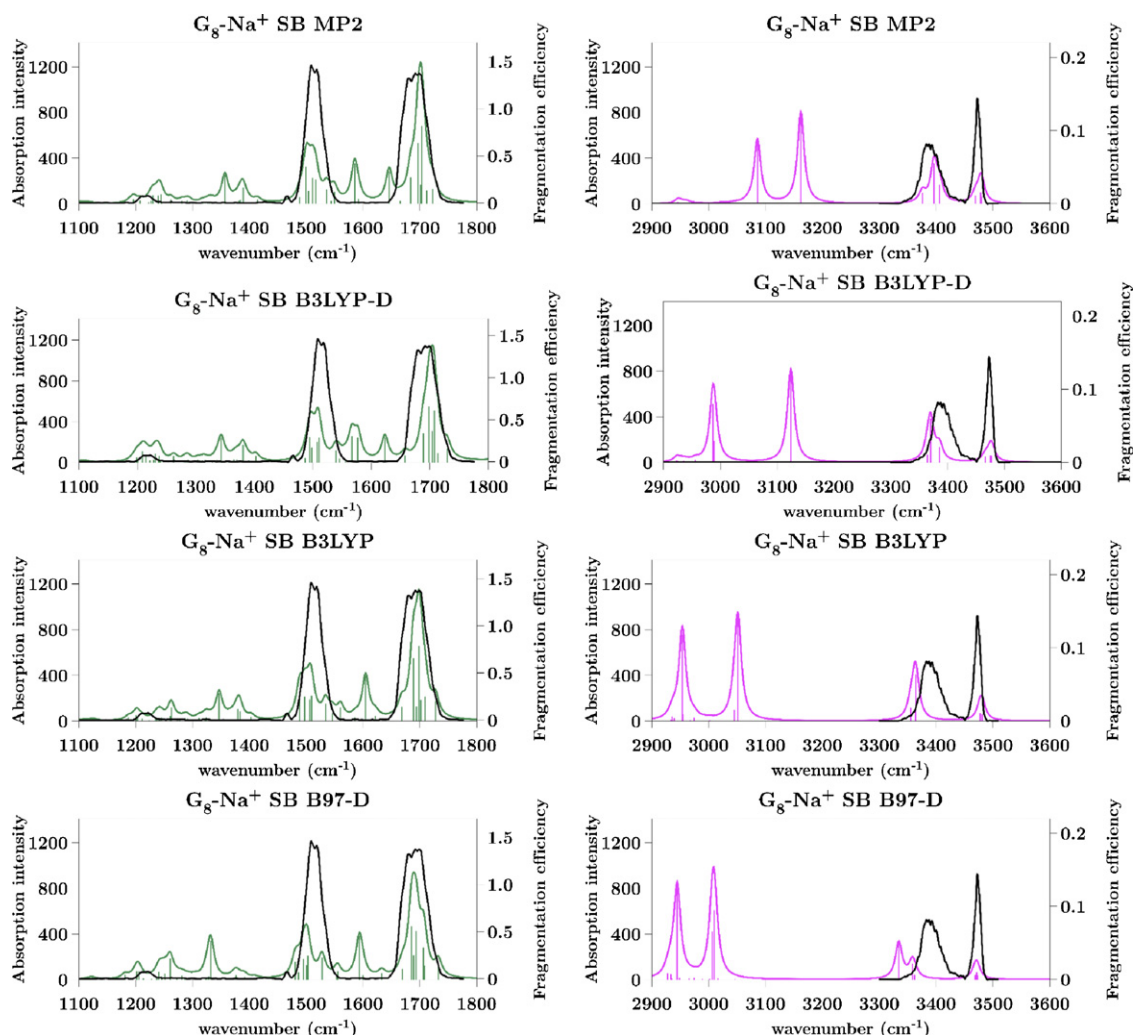 G8-Na+ SB MP2
Absorption intensity
1200
800
400
0
1.5
1.0
0.5
0
Fragmentation efficiency
1100 1200 1300 1400 1500 1600 1700 1800
wavenumber (cm-1)
G8-Na+ SB MP2
Absorption intensity
1200
800
400
0
0.2
0.1
0
Fragmentation efficiency
2900 3000 3100 3200 3300 3400 3500 3600
wavenumber (cm-1)
G8-Na+ SB B3LYP-D
Absorption intensity
1200
800
400
0
1.5
1.0
0.5
0
Fragmentation efficiency
1100 1200 1300 1400 1500 1600 1700 1800
wavenumber (cm-1)
G8-Na+ SB B3LYP-D
Absorption intensity
1200
800
400
0
0.2
0.1
0
Fragmentation efficiency
2900 3000 3100 3200 3300 3400 3500 3600
wavenumber (cm-1)
G8-Na+ SB B3LYP
Absorption intensity
1200
800
400
0
1.5
1.0
0.5
0
Fragmentation efficiency
1100 1200 1300 1400 1500 1600 1700 1800
wavenumber (cm-1)
G8-Na+ SB B3LYP
Absorption intensity
1200
800
400
0
0.2
0.1
0
Fragmentation efficiency
2900 3000 3100 3200 3300 3400 3500 3600
wavenumber (cm-1)
G8-Na+ SB B97-D
Absorption intensity
1200
800
400
0
1.5
1.0
0.5
0
Fragmentation efficiency
1100 1200 1300 1400 1500 1600 1700 1800
wavenumber (cm-1)
G8-Na+ SB B97-D
Absorption intensity
1200
800
400
0
0.2
0.1
0
Fragmentation efficiency
2900 3000 3100 3200 3300 3400 3500 3600
wavenumber (cm-1)